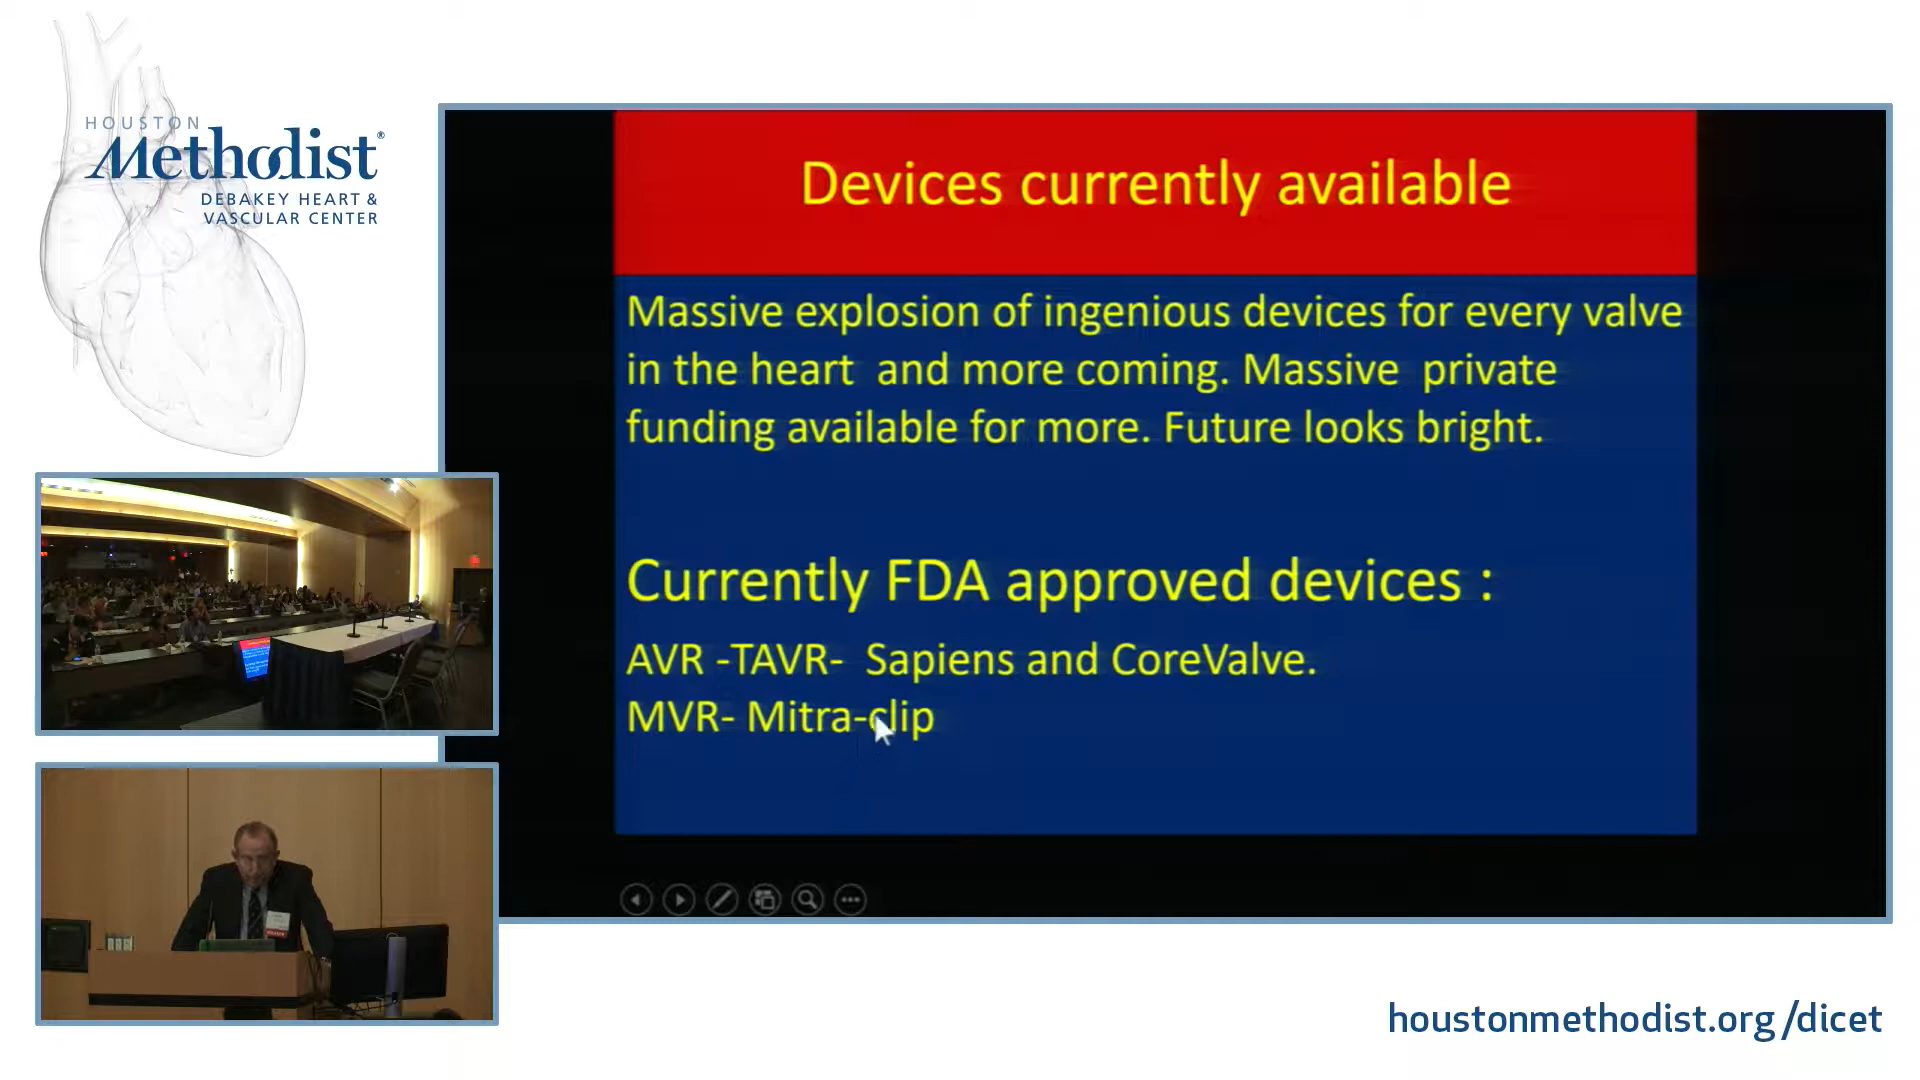 HOUSTON
Methodist®
DEBAKEY HEART &
VASCULAR CENTER
Devices currently available
Massive explosion of ingenious devices for every valve
in the heart and more coming. Massive private
funding available for more. Future looks bright.
Currently FDA approved devices :
AVR -TAVR- Sapiens and CoreValve.
MVR- Mitra-clip
houstonmethodist.org/dicet